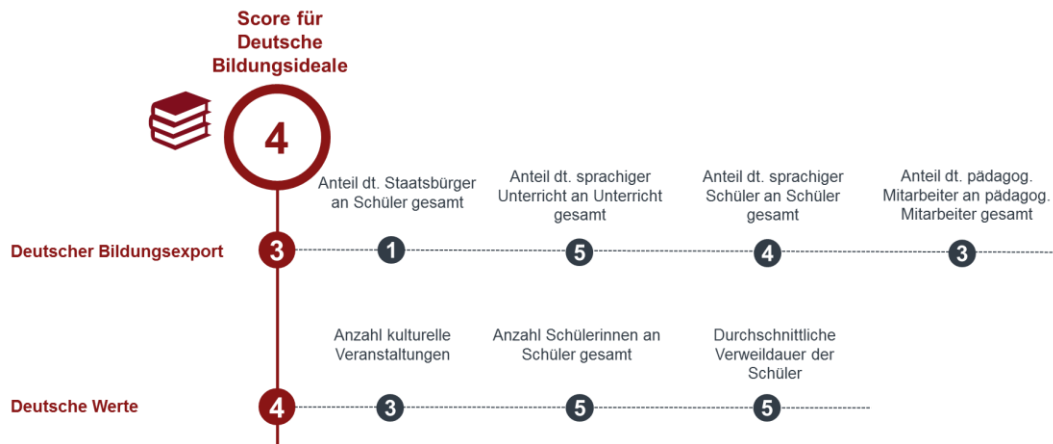 Score für
Deutsche
Bildungsideale
4
Anteil dt. Staatsbürger
an Schüler gesamt
Anteil dt. sprachiger
Unterricht an Unterricht
gesamt
Anteil dt. sprachiger
Schüler an Schüler
gesamt
Anteil dt. pädagog.
Mitarbeiter an pädagog.
Mitarbeiter gesamt
Deutscher Bildungsexport 3 1 5 4 3
Anzahl kulturelle
Veranstaltungen
Anzahl Schülerinnen an
Schüler gesamt
Durchschnittliche
Verweildauer der
Schüler
Deutsche Werte 4 3 5 5